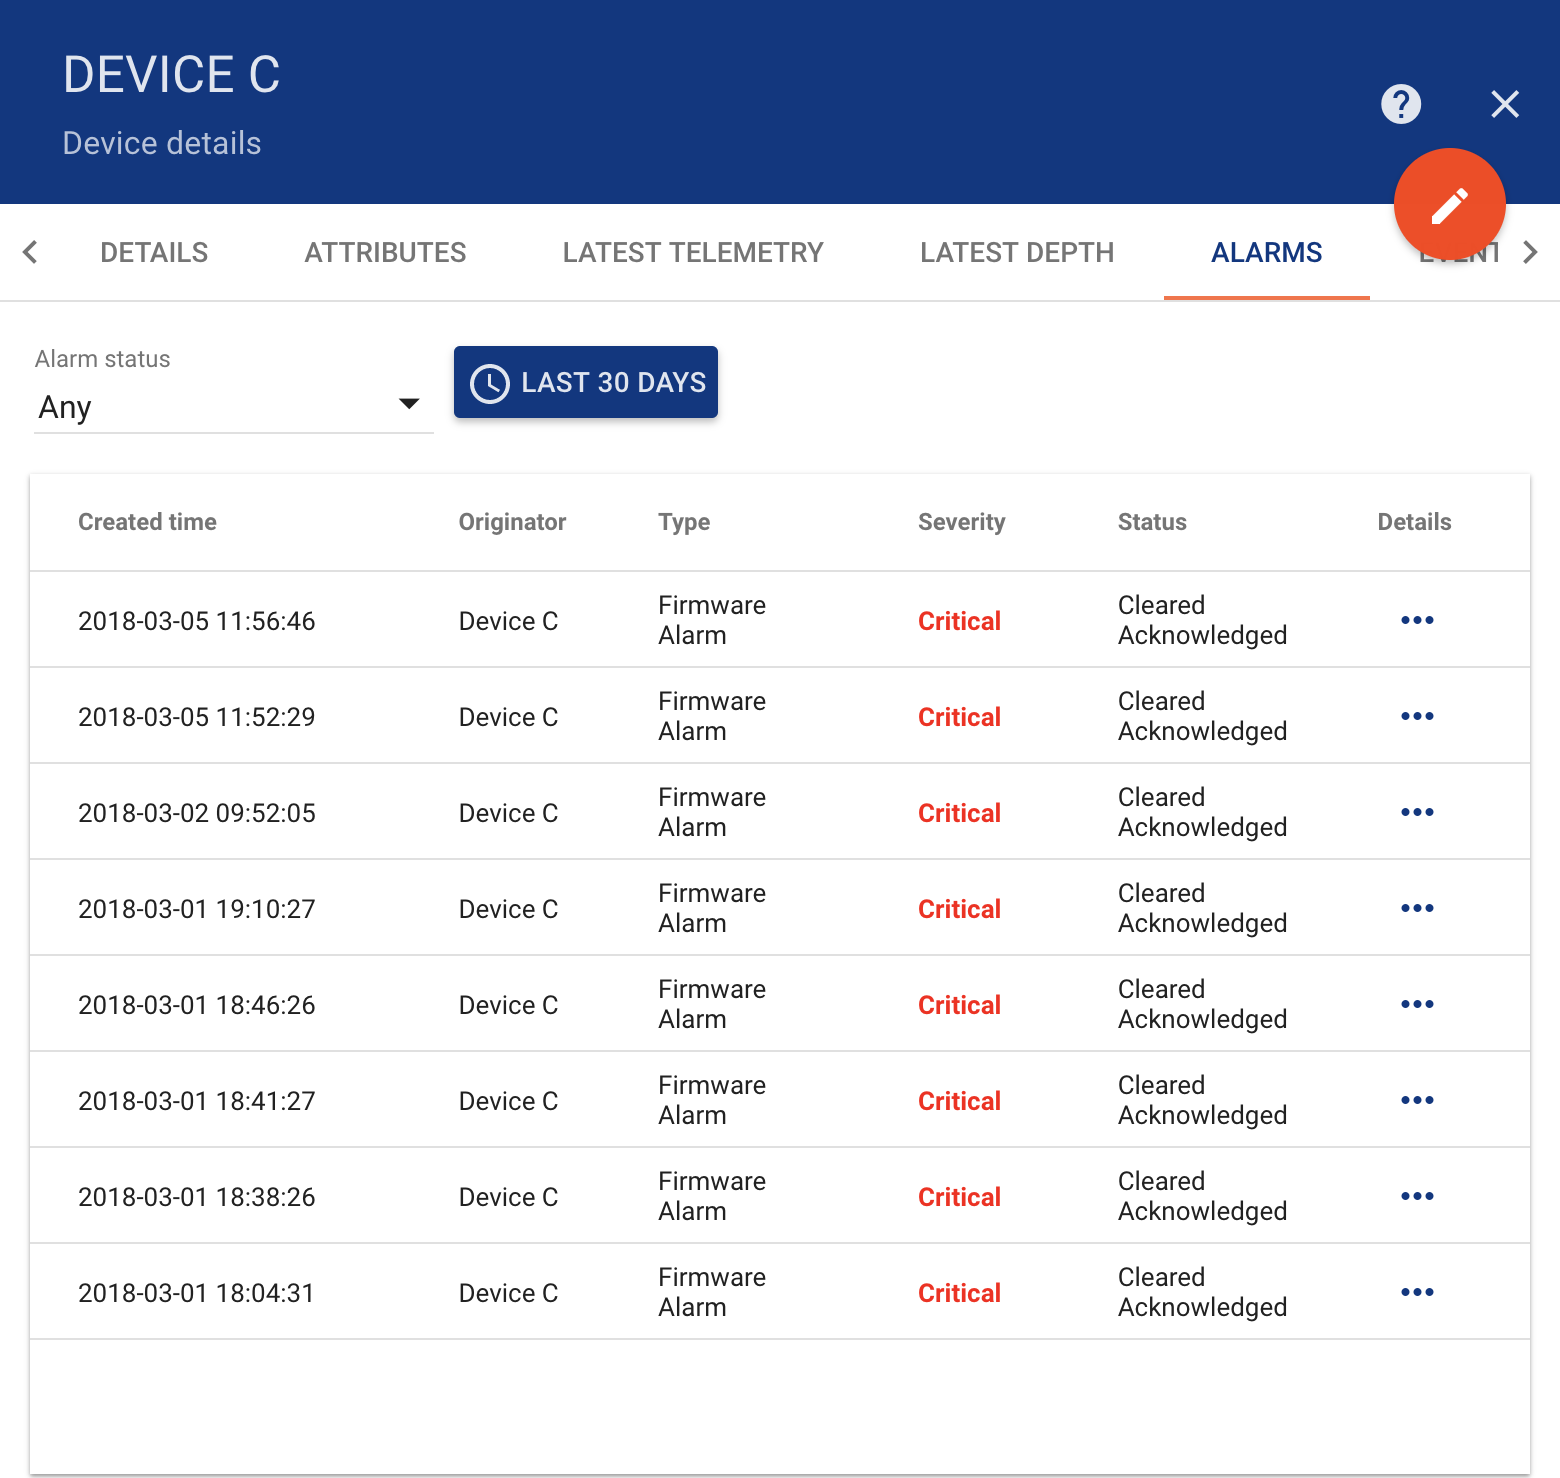 DEVICE C
Device details
DETAILS ATTRIBUTES LATEST TELEMETRY LATEST DEPTH ALARMS
Alarm status
Any
LAST 30 DAYS
Created time Originator Type Severity Status Details
2018-03-05 11:56:46 Device C Firmware Alarm Critical Cleared Acknowledged
2018-03-05 11:52:29 Device C Firmware Alarm Critical Cleared Acknowledged
2018-03-02 09:52:05 Device C Firmware Alarm Critical Cleared Acknowledged
2018-03-01 19:10:27 Device C Firmware Alarm Critical Cleared Acknowledged
2018-03-01 18:46:26 Device C Firmware Alarm Critical Cleared Acknowledged
2018-03-01 18:41:27 Device C Firmware Alarm Critical Cleared Acknowledged
2018-03-01 18:38:26 Device C Firmware Alarm Critical Cleared Acknowledged
2018-03-01 18:04:31 Device C Firmware Alarm Critical Cleared Acknowledged